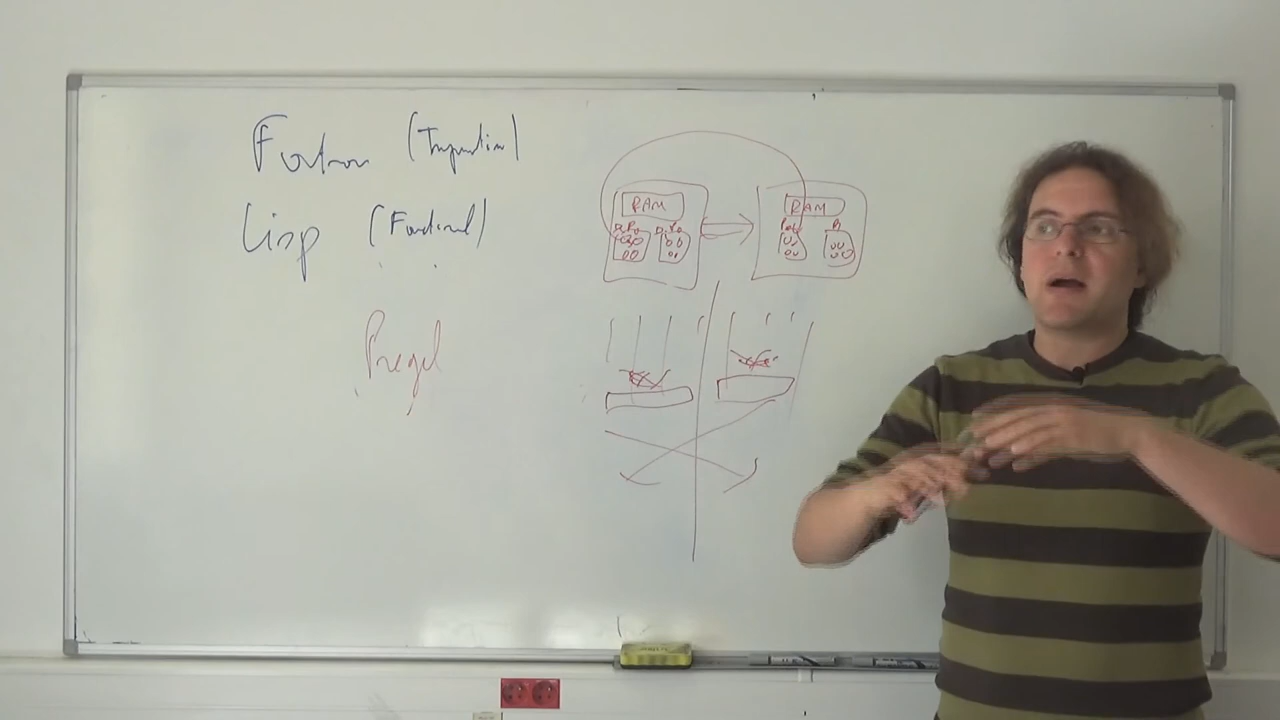 Fortran (Imperative)
Lisp (Functional)
Pregel
RAM
RAM